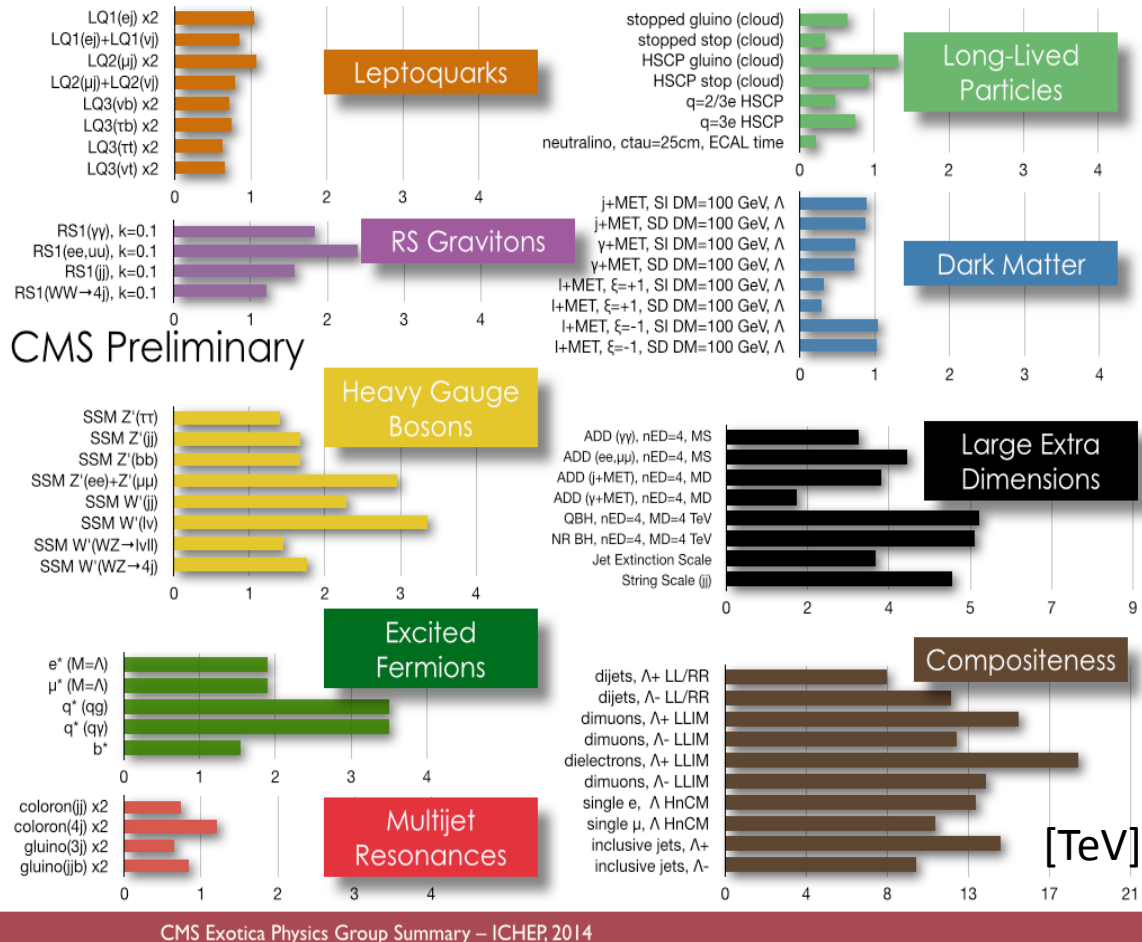 LQ1(ej) x2
LQ1(ej)+LQ1(νj)
LQ2(μj) x2
LQ2(μj)+LQ2(νj)
LQ3(νb) x2
LQ3(τb) x2
LQ3(τt) x2
LQ3(vt) x2
0 1 2 3 4
Leptoquarks
stopped gluino (cloud)
stopped stop (cloud)
HSCP gluino (cloud)
HSCP stop (cloud)
q=2/3e HSCP
q=3e HSCP
neutralino, ctau=25cm, ECAL time
0 1 2 3 4
Long-Lived
Particles
RS1(γγ), k=0.1
RS1(ee,uu), k=0.1
RS1(jj), k=0.1
RS1(WW→4j), k=0.1
0 1 2 3 4
RS Gravitons
j+MET, SI DM=100 GeV, Λ
j+MET, SD DM=100 GeV, Λ
γ+MET, SI DM=100 GeV, Λ
γ+MET, SD DM=100 GeV, Λ
l+MET, ξ=+1, SI DM=100 GeV, Λ
l+MET, ξ=+1, SD DM=100 GeV, Λ
l+MET, ξ=-1, SI DM=100 GeV, Λ
l+MET, ξ=-1, SD DM=100 GeV, Λ
0 1 2 3 4
Dark Matter
CMS Preliminary
SSM Z'(ττ)
SSM Z'(jj)
SSM Z'(bb)
SSM Z'(ee)+Z'(μμ)
SSM W'(jj)
SSM W'(lv)
SSM W'(WZ→lvll)
SSM W'(WZ→4j)
0 1 2 3 4
Heavy Gauge
Bosons
ADD (γγ), nED=4, MS
ADD (ee,μμ), nED=4, MS
ADD (j+MET), nED=4, MD
ADD (γ+MET), nED=4, MD
QBH, nED=4, MD=4 TeV
NR BH, nED=4, MD=4 TeV
Jet Extinction Scale
String Scale (jj)
0 2 4 5 7 9
Large Extra
Dimensions
e* (M=Λ)
μ* (M=Λ)
q* (qg)
q* (qγ)
b*
0 1 2 3 4
Excited
Fermions
dijets, Λ+ LL/RR
dijets, Λ- LL/RR
dimuons, Λ+ LLIM
dimuons, Λ- LLIM
dielectrons, Λ+ LLIM
dimuons, Λ- LLIM
single e, Λ HnCM
single μ, Λ HnCM
inclusive jets, Λ+
inclusive jets, Λ-
0 4 8 13 17 21
Compositeness
[TeV]
coloron(jj) x2
coloron(4j) x2
gluino(3j) x2
gluino(jjb) x2
0 1 2 3 4
Multijet
Resonances
CMS Exotica Physics Group Summary – ICHEP, 2014